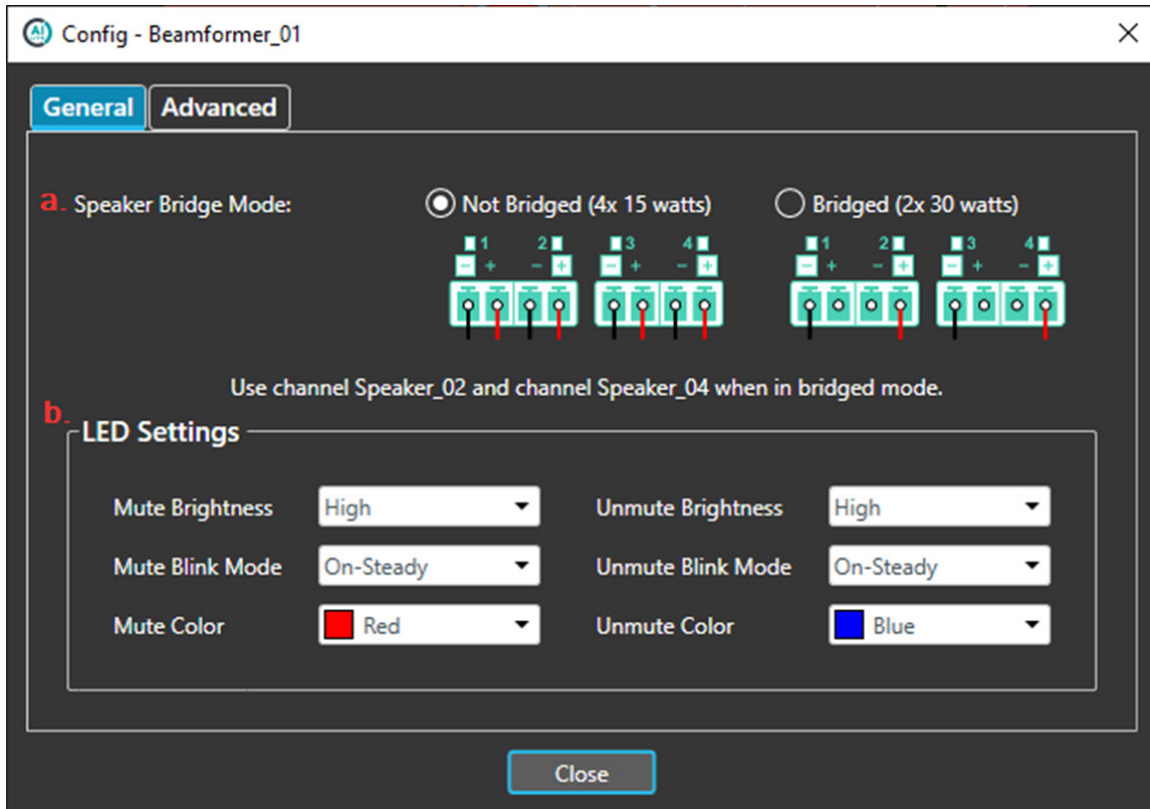 Config - Beamformer_01
General Advanced
a. Speaker Bridge Mode: Not Bridged (4x 15 watts) Bridged (2x 30 watts)
1 2 3 4 1 2 3 4
- + - + - + - + - + - + - + - +
Use channel Speaker_02 and channel Speaker_04 when in bridged mode.
b.
LED Settings
Mute Brightness High Unmute Brightness High
Mute Blink Mode On-Steady Unmute Blink Mode On-Steady
Mute Color Red Unmute Color Blue
Close